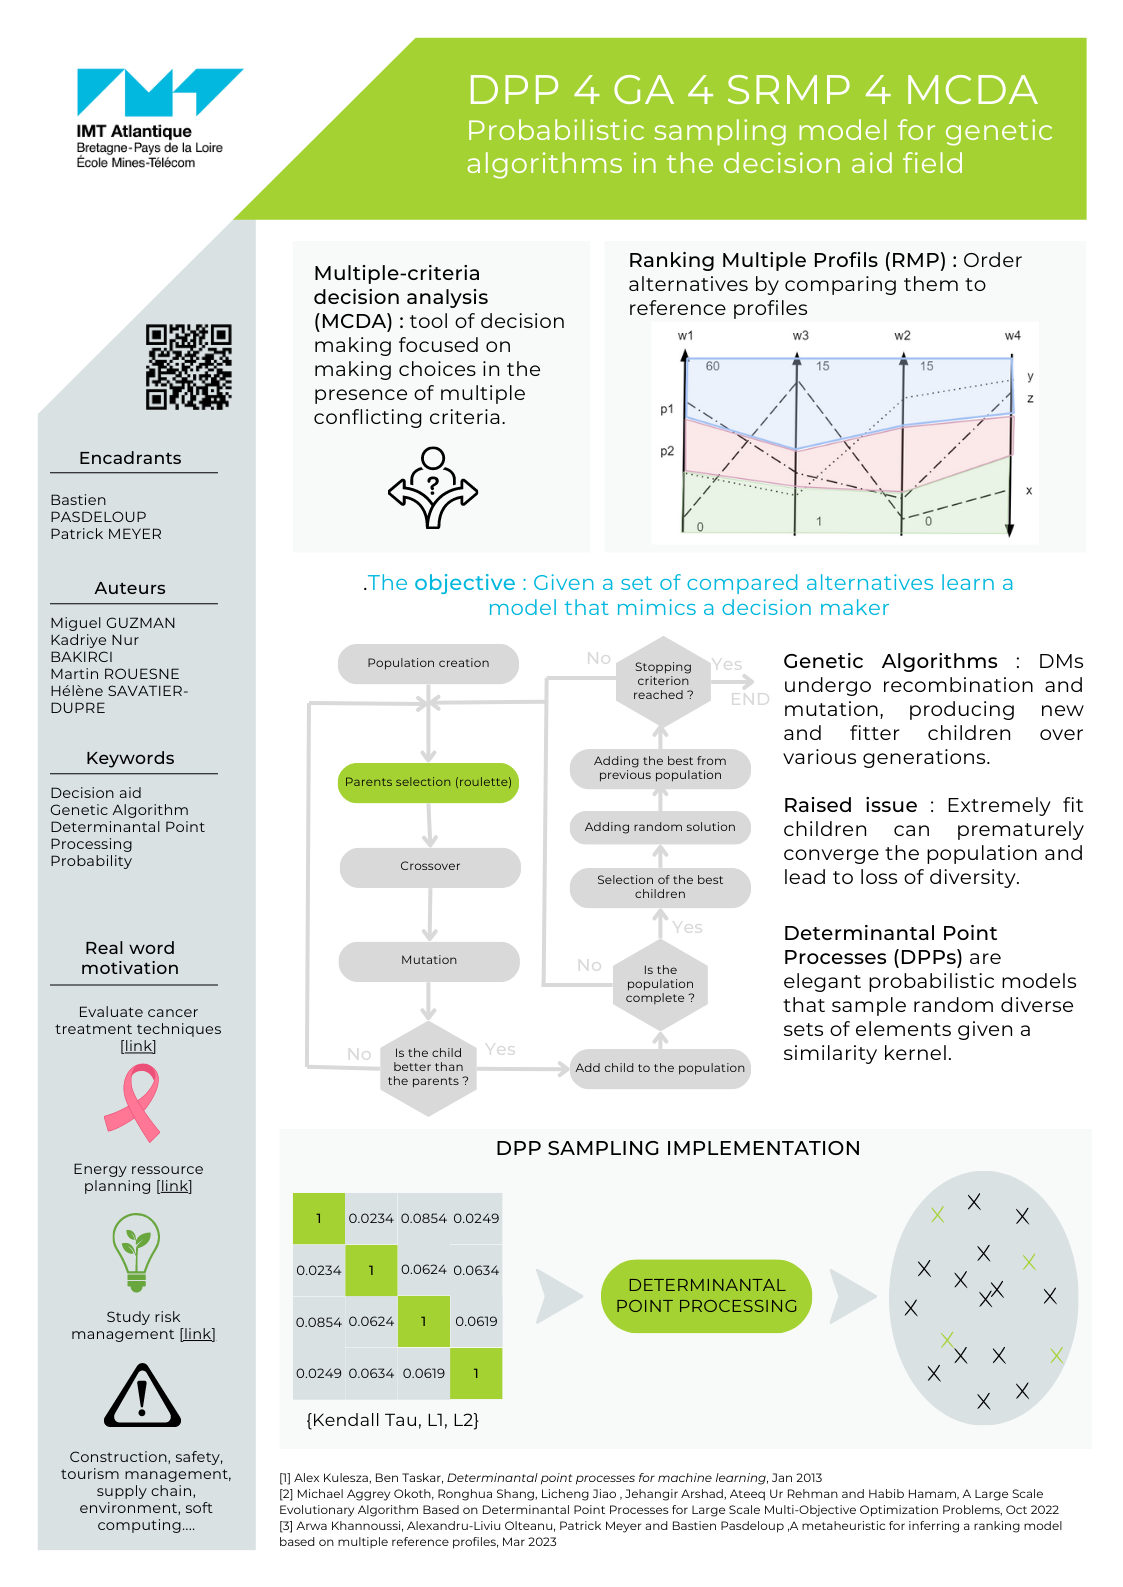 IMT Atlantique
Bretagne-Pays de la Loire
École Mines-Télécom
DPP 4 GA 4 SRMP 4 MCDA
Probabilistic sampling model for genetic
algorithms in the decision aid field
Encadrants
Bastien
PASDELOUP
Patrick MEYER
Auteurs
Miguel GUZMAN
Kadriye Nur
BAKIRCI
Martin ROUESNE
Hélène SAVATIER-
DUPRE
Keywords
Decision aid
Genetic Algorithm
Determinantal Point
Processing
Probability
Real word
motivation
Evaluate cancer
treatment techniques
[link]
Energy ressource
planning [link]
Study risk
management [link]
Construction, safety,
tourism management,
supply chain,
environment, soft
computing....
Multiple-criteria
decision analysis
(MCDA) : tool of decision
making focused on
making choices in the
presence of multiple
conflicting criteria.
?
Ranking Multiple Profils (RMP) : Order
alternatives by comparing them to
reference profiles
w1 w3 w2 w4
60 15 15
y
z
p1
p2
x
0 1 0
.The objective : Given a set of compared alternatives learn a
model that mimics a decision maker
Population creation
Parents selection (roulette)
Crossover
Mutation
Is the child
better than
the parents ?
No
Yes
Add child to the population
Is the
population
complete ?
No
Yes
Selection of the best
children
Adding random solution
Adding the best from
previous population
Stopping
criterion
reached ?
No
Yes
END
Genetic Algorithms : DMs
undergo recombination and
mutation, producing new
and fitter children over
various generations.
Raised issue : Extremely fit
children can prematurely
converge the population and
lead to loss of diversity.
Determinantal Point
Processes (DPPs) are
elegant probabilistic models
that sample random diverse
sets of elements given a
similarity kernel.
DPP SAMPLING IMPLEMENTATION
1 0.0234 0.0854 0.0249
0.0234 1 0.0624 0.0634
0.0854 0.0624 1 0.0619
0.0249 0.0634 0.0619 1
{Kendall Tau, L1, L2}
DETERMINANTAL
POINT PROCESSING
[1] Alex Kulesza, Ben Taskar, Determinantal point processes for machine learning, Jan 2013
[2] Michael Aggrey Okoth, Ronghua Shang, Licheng Jiao , Jehangir Arshad, Ateeq Ur Rehman and Habib Hamam, A Large Scale
Evolutionary Algorithm Based on Determinantal Point Processes for Large Scale Multi-Objective Optimization Problems, Oct 2022
[3] Arwa Khannoussi, Alexandru-Liviu Olteanu, Patrick Meyer and Bastien Pasdeloup ,A metaheuristic for inferring a ranking model
based on multiple reference profiles, Mar 2023